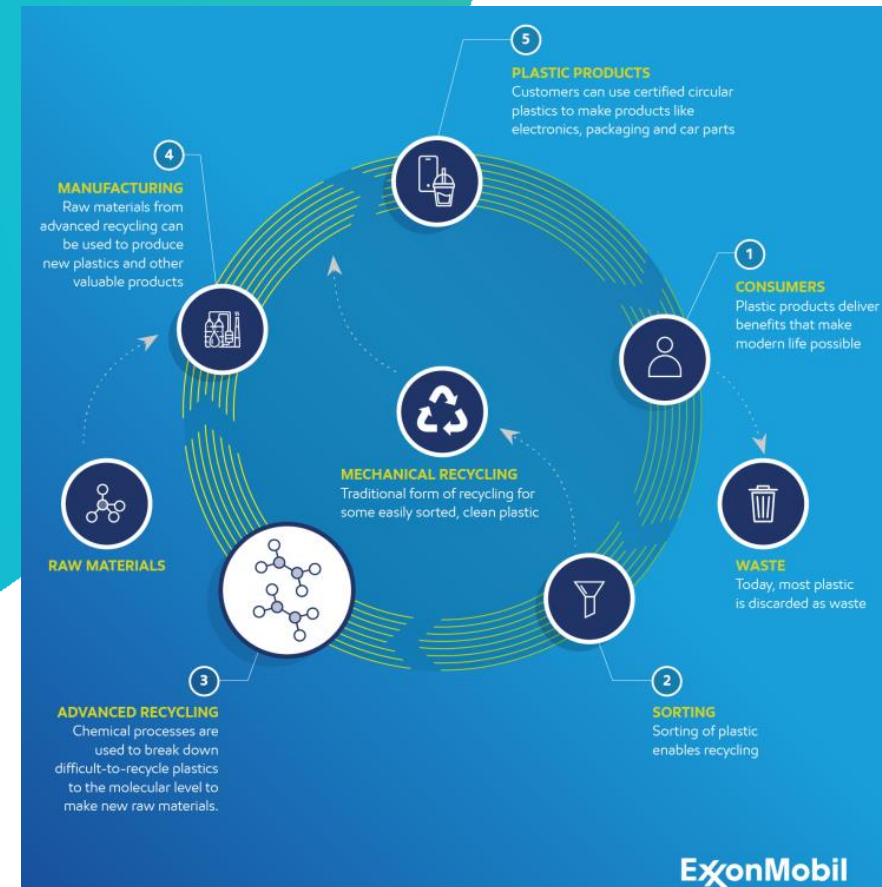 5
PLASTIC PRODUCTS
Customers can use certified circular
plastics to make products like
electronics, packaging and car parts
4
MANUFACTURING
Raw materials from
advanced recycling can
be used to produce
new plastics and other
valuable products
1
CONSUMERS
Plastic products deliver
benefits that make
modern life possible
MECHANICAL RECYCLING
Traditional form of recycling for
some easily sorted, clean plastic
RAW MATERIALS
WASTE
Today, most plastic
is discarded as waste
3
ADVANCED RECYCLING
Chemical processes are
used to break down
difficult-to-recycle plastics
to the molecular level to
make new raw materials.
2
SORTING
Sorting of plastic
enables recycling
ExxonMobil